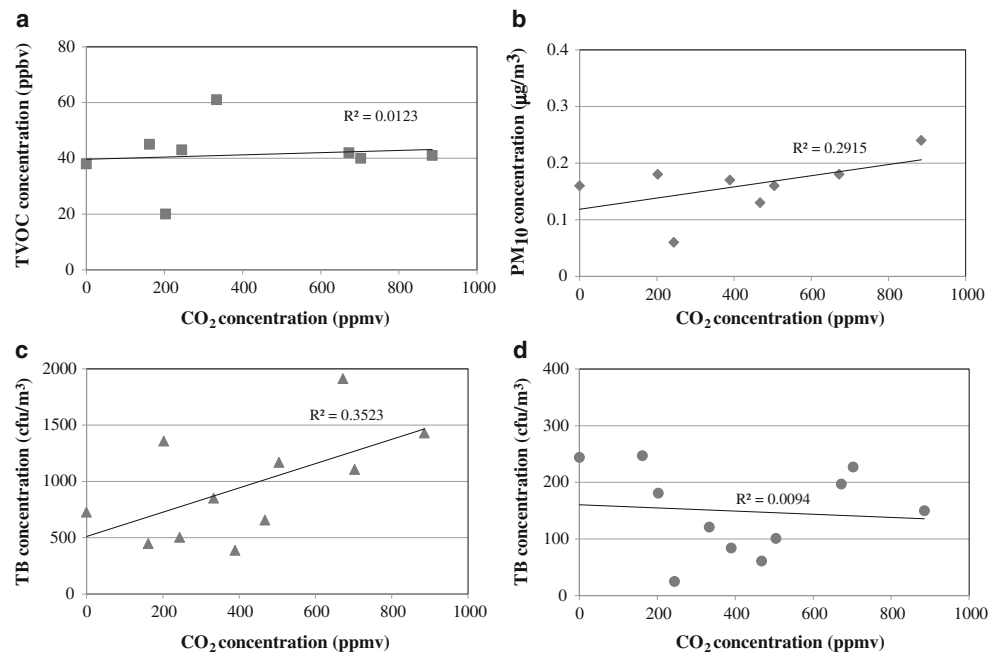 a
TVOC concentration (ppbv)
80
60
40
20
0
R² = 0.0123
0 200 400 600 800 1000
CO₂ concentration (ppmv)
b
PM₁₀ concentration (µg/m³)
0.4
0.3
0.2
0.1
0
R² = 0.2915
0 200 400 600 800 1000
CO₂ concentration (ppmv)
c
TB concentration (cfu/m³)
2000
1500
1000
500
0
R² = 0.3523
0 200 400 600 800 1000
CO₂ concentration (ppmv)
d
TB concentration (cfu/m³)
400
300
200
100
0
R² = 0.0094
0 200 400 600 800 1000
CO₂ concentration (ppmv)